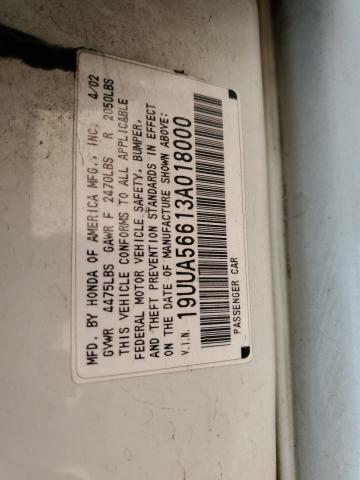 MFD. BY HONDA OF AMERICA MFG., INC. 4/02
GVWR 4475LBS GAWR F 2470LBS R 2050LBS
THIS VEHICLE CONFORMS TO ALL APPLICABLE
FEDERAL MOTOR VEHICLE SAFETY, BUMPER,
AND THEFT PREVENTION STANDARDS IN EFFECT
ON THE DATE OF MANUFACTURE SHOWN ABOVE:
V.I.N. 19UUA56613A018000
PASSENGER CAR